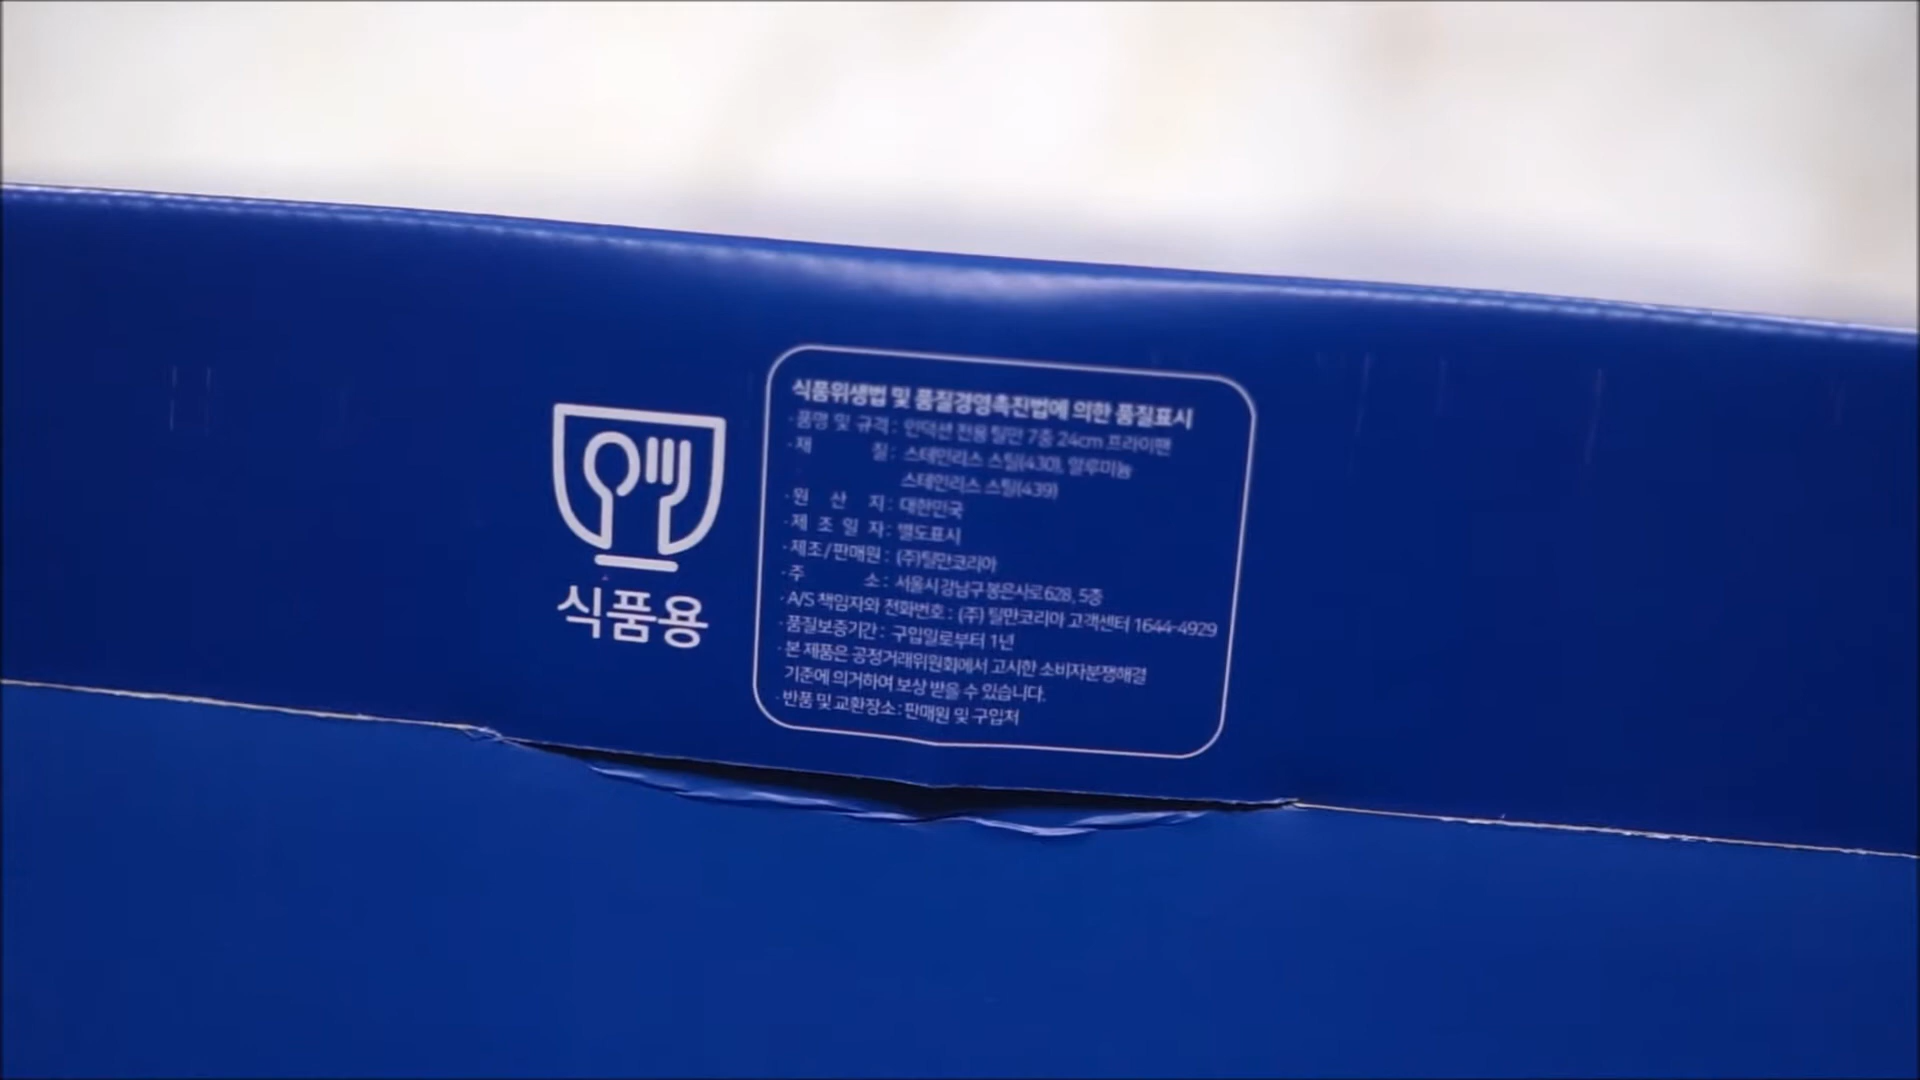 식품용
식품위생법 및 품질경영촉진법에 의한 품질표시
· 품명 및 규격 : 인덕션 전용 틸만 7중 24cm 프라이팬
· 재 질 : 스테인리스 스틸(430), 알루미늄
스테인리스 스틸(439)
· 원 산 지 : 대한민국
· 제 조 일 자 : 별도표시
· 제조/판매원 : (주)틸만코리아
· 주 소 : 서울시 강남구 봉은사로 628, 5층
· A/S 책임자와 전화번호 : (주) 틸만코리아 고객센터 1644-4929
· 품질보증기간 : 구입일로부터 1년
· 본 제품은 공정거래위원회에서 고시한 소비자분쟁해결
기준에 의거하여 보상 받을 수 있습니다.
· 반품 및 교환장소 : 판매원 및 구입처